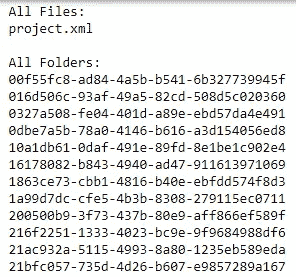 All Files:
project.xml

All Folders:
00f55fc8-ad84-4a5b-b541-6b327739945f
016d506c-93af-49a5-82cd-508d5c020360
0327a508-fe04-401d-a89e-ebd57da4e491
0dbe7a5b-78a0-4146-b616-a3d154056ed8
10a1db61-0daf-491e-89fd-8e1be1c902e4
16178082-b843-4940-ad47-911613971069
1863ce73-cbb1-4816-b40e-ebfdd574f8d3
1a99d7dc-cfe5-4b3b-8308-279115ec0711
200500b9-3f73-437b-80e9-aff866ef589f
216f2251-1333-4023-bc9e-9f9684988df6
21ac932a-5115-4993-8a80-1235eb589eda
21bfc057-735d-4d26-b607-e9857289a167